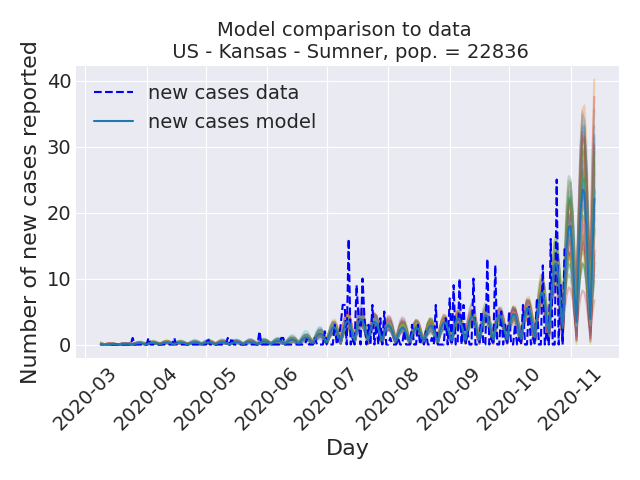 Model comparison to data
US - Kansas - Sumner, pop. = 22836
Number of new cases reported
40
30
20
10
0
new cases data
new cases model
2020-03
2020-04
2020-05
2020-06
2020-07
2020-08
2020-09
2020-10
2020-11
Day